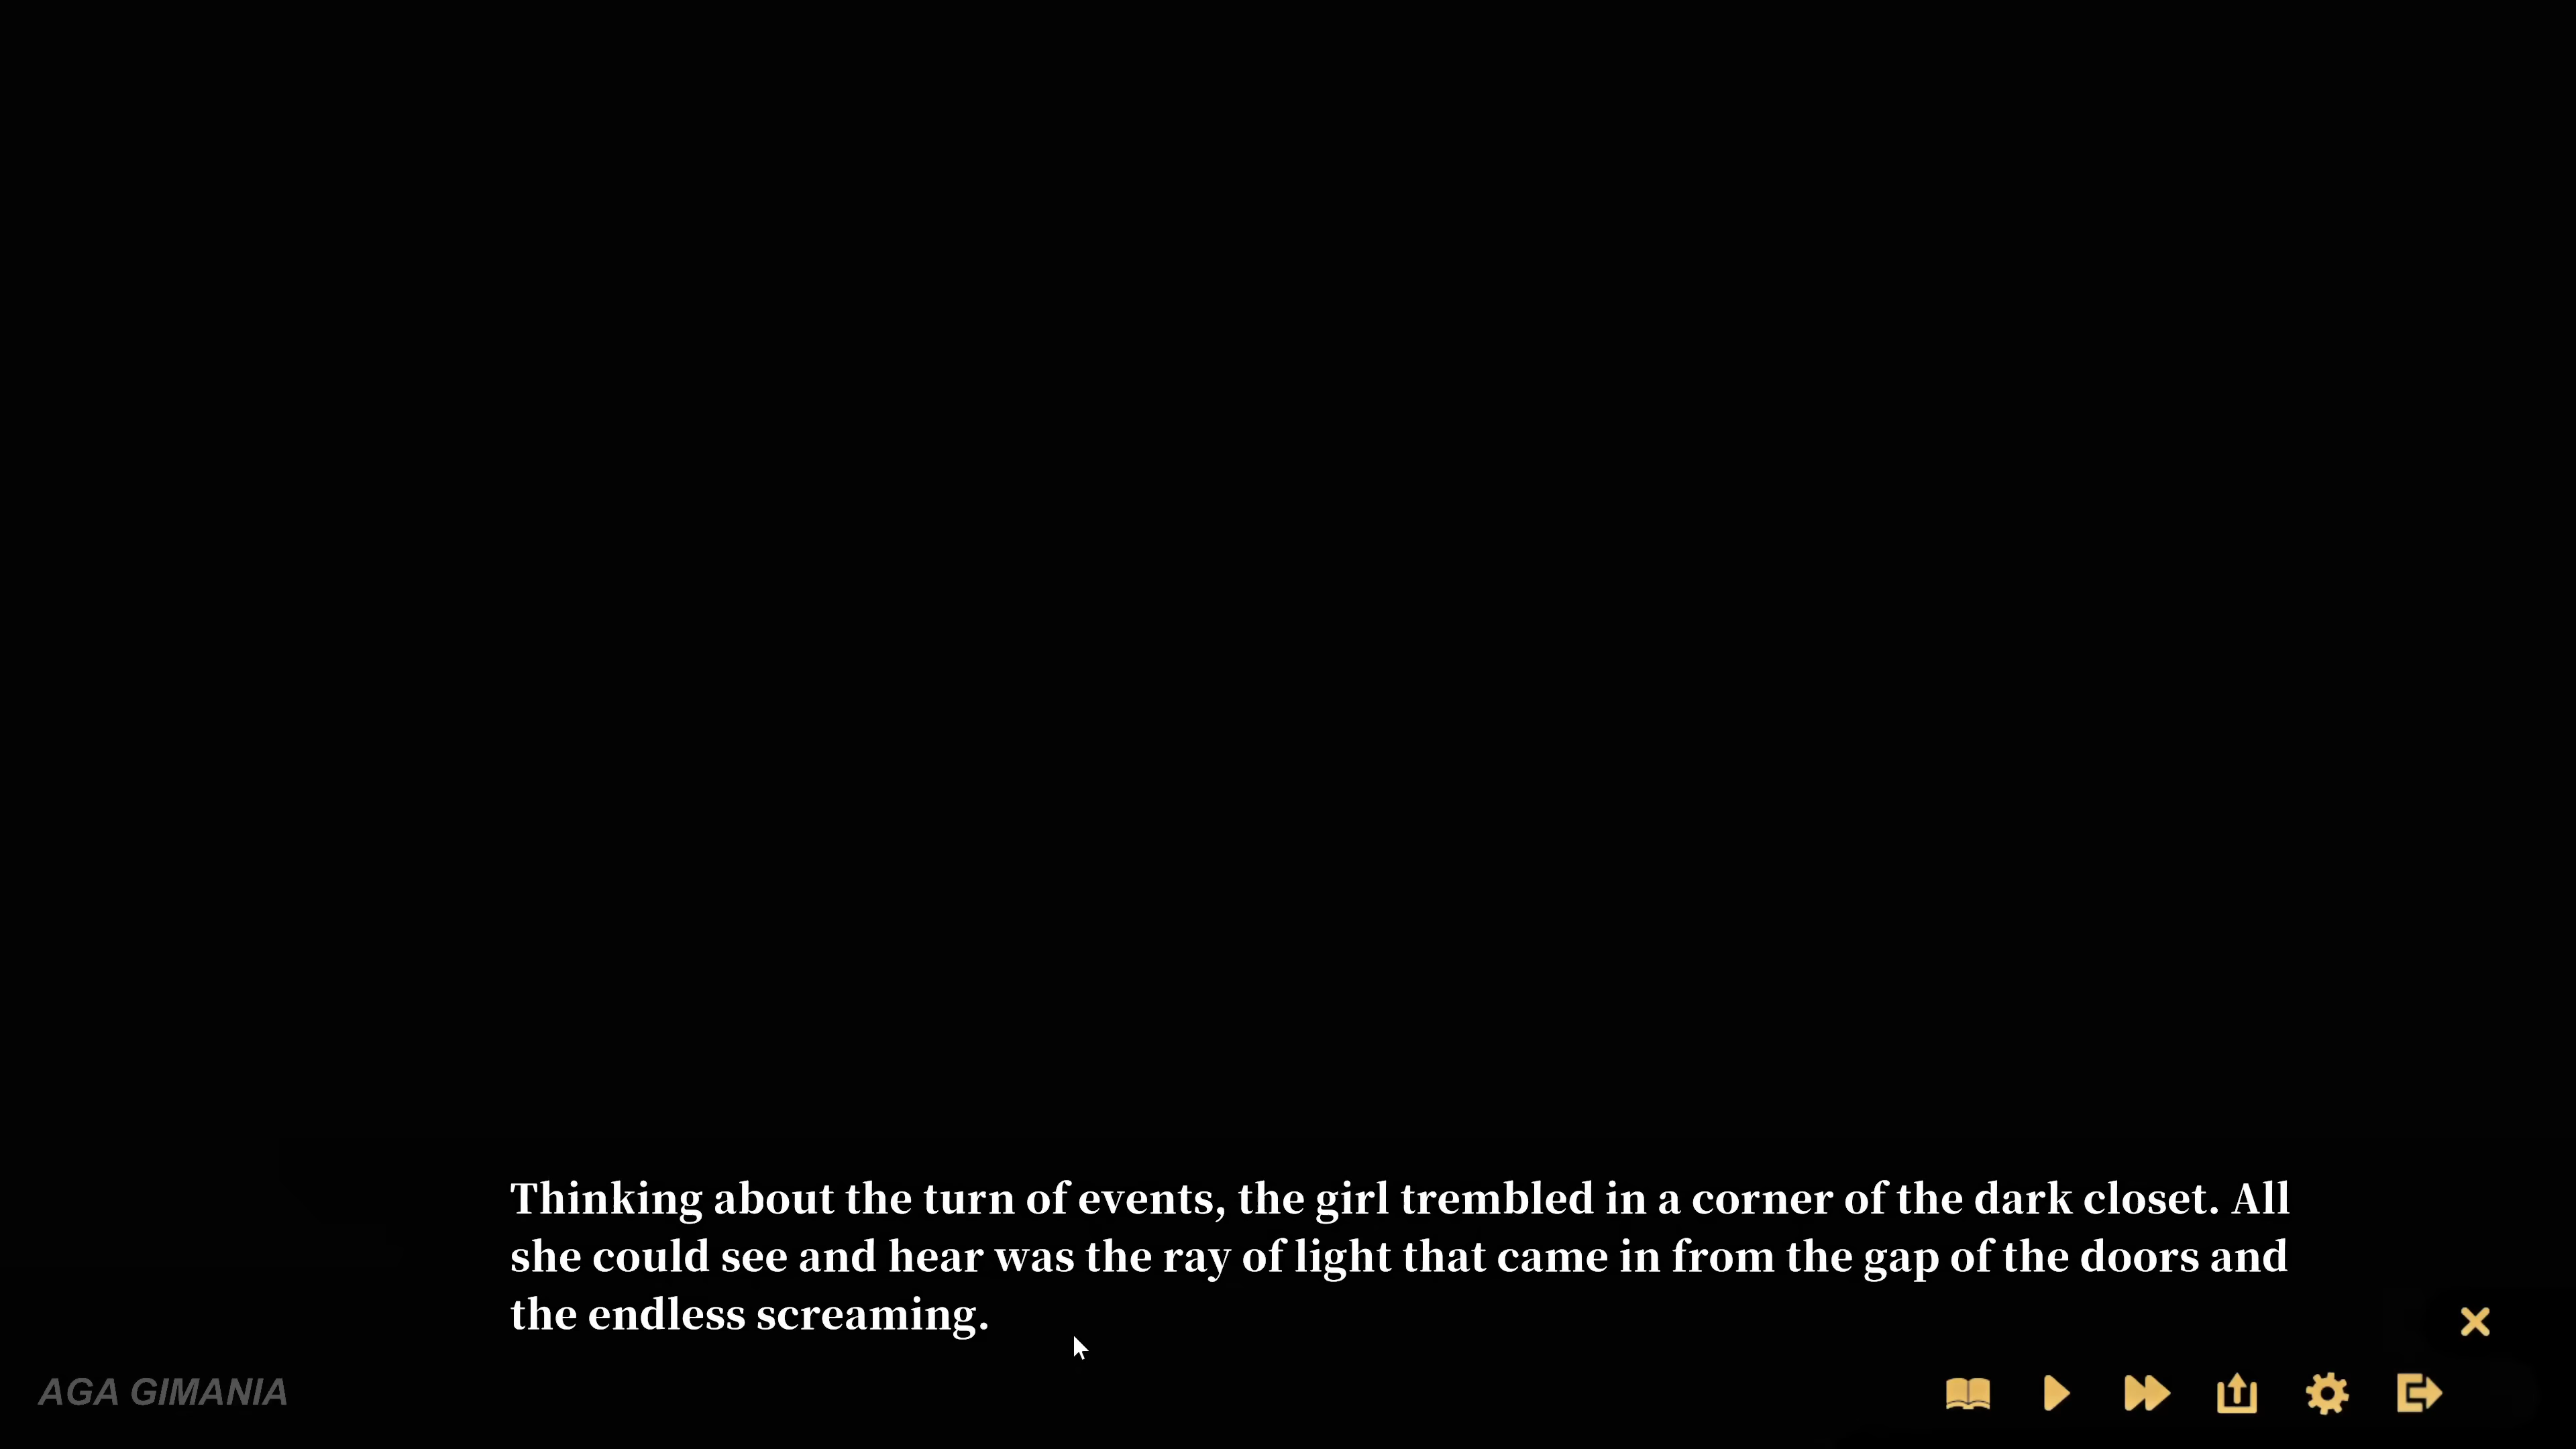 Thinking about the turn of events, the girl trembled in a corner of the dark closet. All
she could see and hear was the ray of light that came in from the gap of the doors and
the endless screaming.
AGA GIMANIA